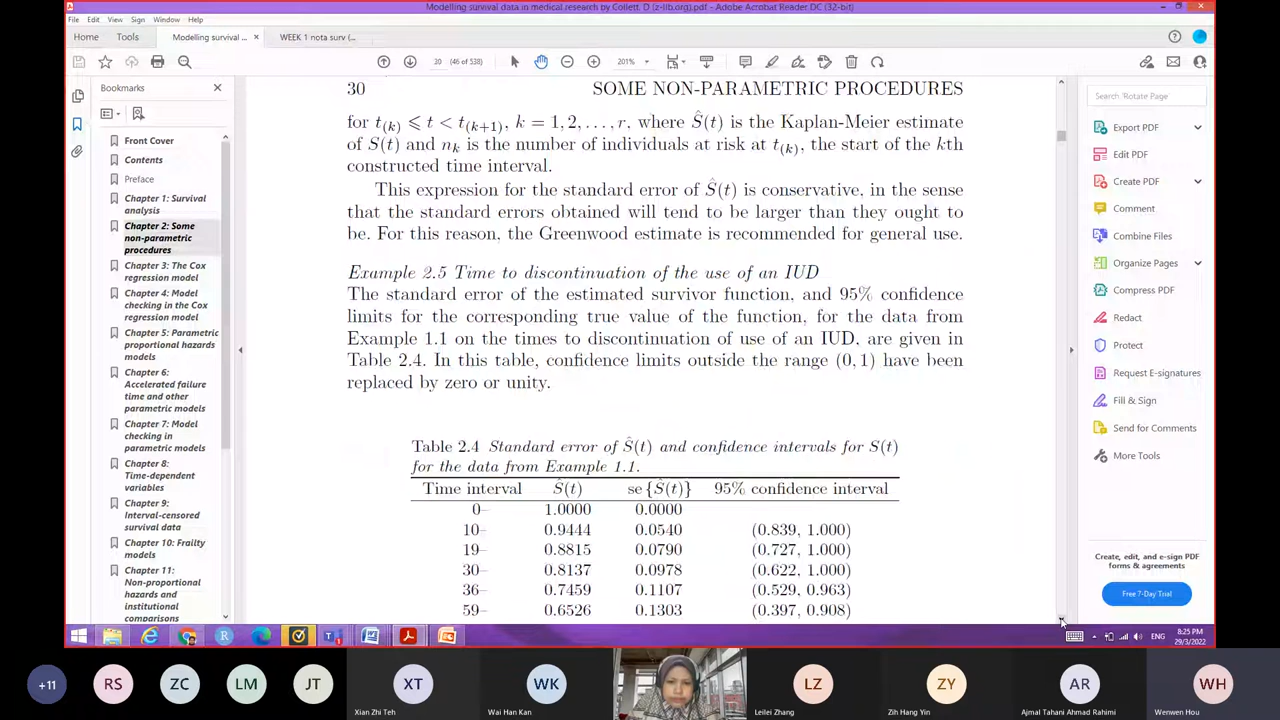 Modelling survival data in medical research by Collett. D (z-lib.org).pdf - Adobe Acrobat Reader DC (32-bit)
File Edit View Sign Window Help
Home Tools Modelling survival ... × WEEK 1 nota surv (...
30 (46 of 538) 201%
Bookmarks
Front Cover
Contents
Preface
Chapter 1: Survival
analysis
Chapter 2: Some
non-parametric
procedures
Chapter 3: The Cox
regression model
Chapter 4: Model
checking in the Cox
regression model
Chapter 5: Parametric
proportional hazards
models
Chapter 6:
Accelerated failure
time and other
parametric models
Chapter 7: Model
checking in
parametric models
Chapter 8:
Time-dependent
variables
Chapter 9:
Interval-censored
survival data
Chapter 10: Frailty
models
Chapter 11:
Non-proportional
hazards and
institutional
comparisons
30 SOME NON-PARAMETRIC PROCEDURES
for t(k) ⩽ t < t(k+1), k = 1, 2, . . . , r, where Ŝ(t) is the Kaplan-Meier estimate
of S(t) and nk is the number of individuals at risk at t(k), the start of the kth
constructed time interval.
This expression for the standard error of Ŝ(t) is conservative, in the sense
that the standard errors obtained will tend to be larger than they ought to
be. For this reason, the Greenwood estimate is recommended for general use.
Example 2.5 Time to discontinuation of the use of an IUD
The standard error of the estimated survivor function, and 95% confidence
limits for the corresponding true value of the function, for the data from
Example 1.1 on the times to discontinuation of use of an IUD, are given in
Table 2.4. In this table, confidence limits outside the range (0, 1) have been
replaced by zero or unity.
Table 2.4 Standard error of Ŝ(t) and confidence intervals for S(t)
for the data from Example 1.1.
Time interval Ŝ(t) se {Ŝ(t)} 95% confidence interval
0– 1.0000 0.0000
10– 0.9444 0.0540 (0.839, 1.000)
19– 0.8815 0.0790 (0.727, 1.000)
30– 0.8137 0.0978 (0.622, 1.000)
36– 0.7459 0.1107 (0.529, 0.963)
59– 0.6526 0.1303 (0.397, 0.908)
Search 'Rotate Page'
Export PDF
Edit PDF
Create PDF
Comment
Combine Files
Organize Pages
Compress PDF
Redact
Protect
Request E-signatures
Fill & Sign
Send for Comments
More Tools
Create, edit, and e-sign PDF
forms & agreements
Free 7-Day Trial
ENG
8:25 PM
29/3/2022
+11 RS ZC LM JT XT WK LZ ZY AR WH
Xian Zhi Teh Wai Han Kan Leilei Zhang Zih Hang Yin Ajmal Tahani Ahmad Rahimi Wenwen Hou